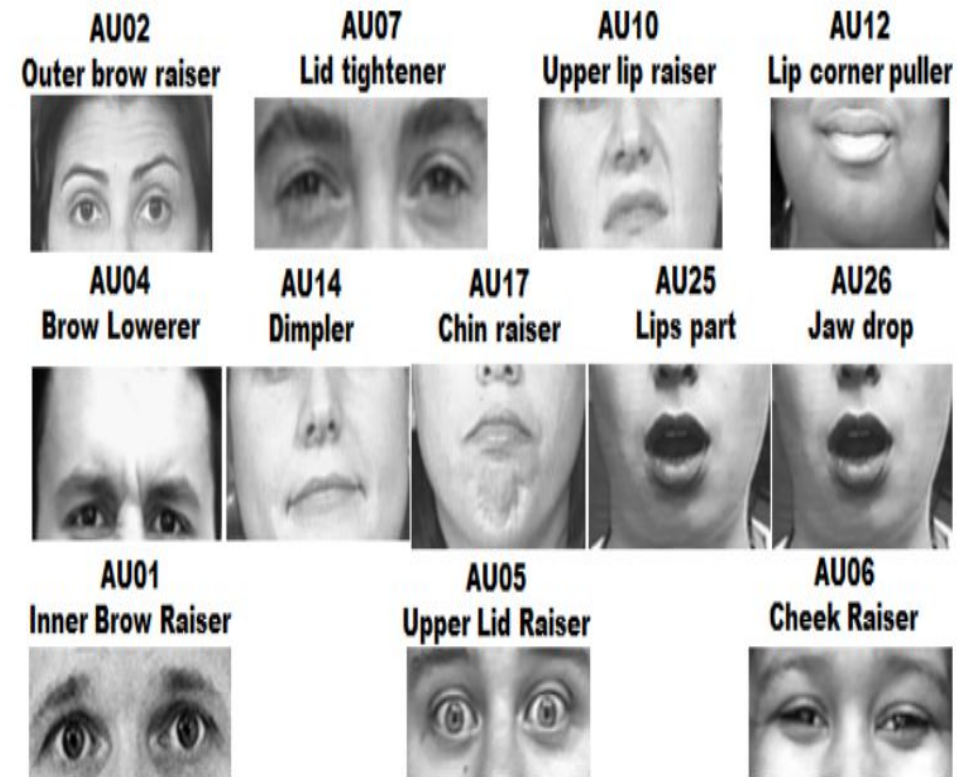 AU02
Outer brow raiser
AU07
Lid tightener
AU10
Upper lip raiser
AU12
Lip corner puller
AU04
Brow Lowerer
AU14
Dimpler
AU17
Chin raiser
AU25
Lips part
AU26
Jaw drop
AU01
Inner Brow Raiser
AU05
Upper Lid Raiser
AU06
Cheek Raiser